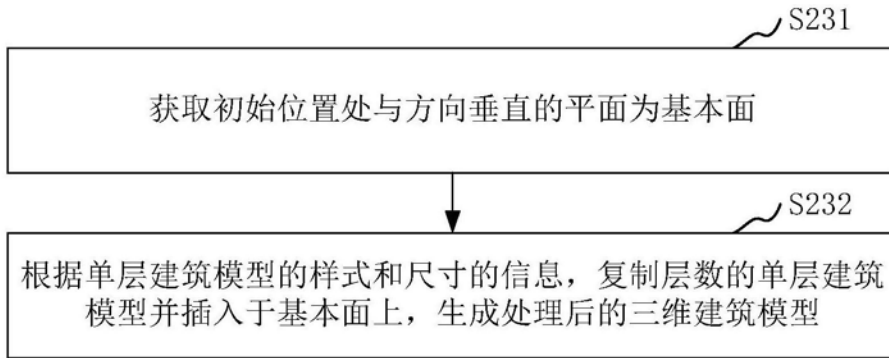 S231
获取初始位置处与方向垂直的平面为基本面
S232
根据单层建筑模型的样式和尺寸的信息，复制层数的单层建筑
模型并插入于基本面上，生成处理后的三维建筑模型